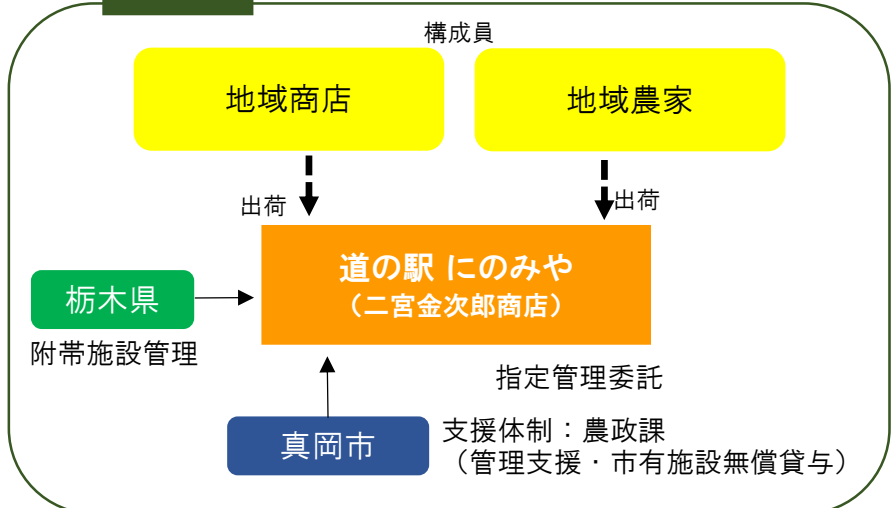 構成員
地域商店
地域農家
出荷
出荷
道の駅 にのみや
（二宮金次郎商店）
栃木県
附帯施設管理
指定管理委託
真岡市
支援体制：農政課
（管理支援・市有施設無償貸与）